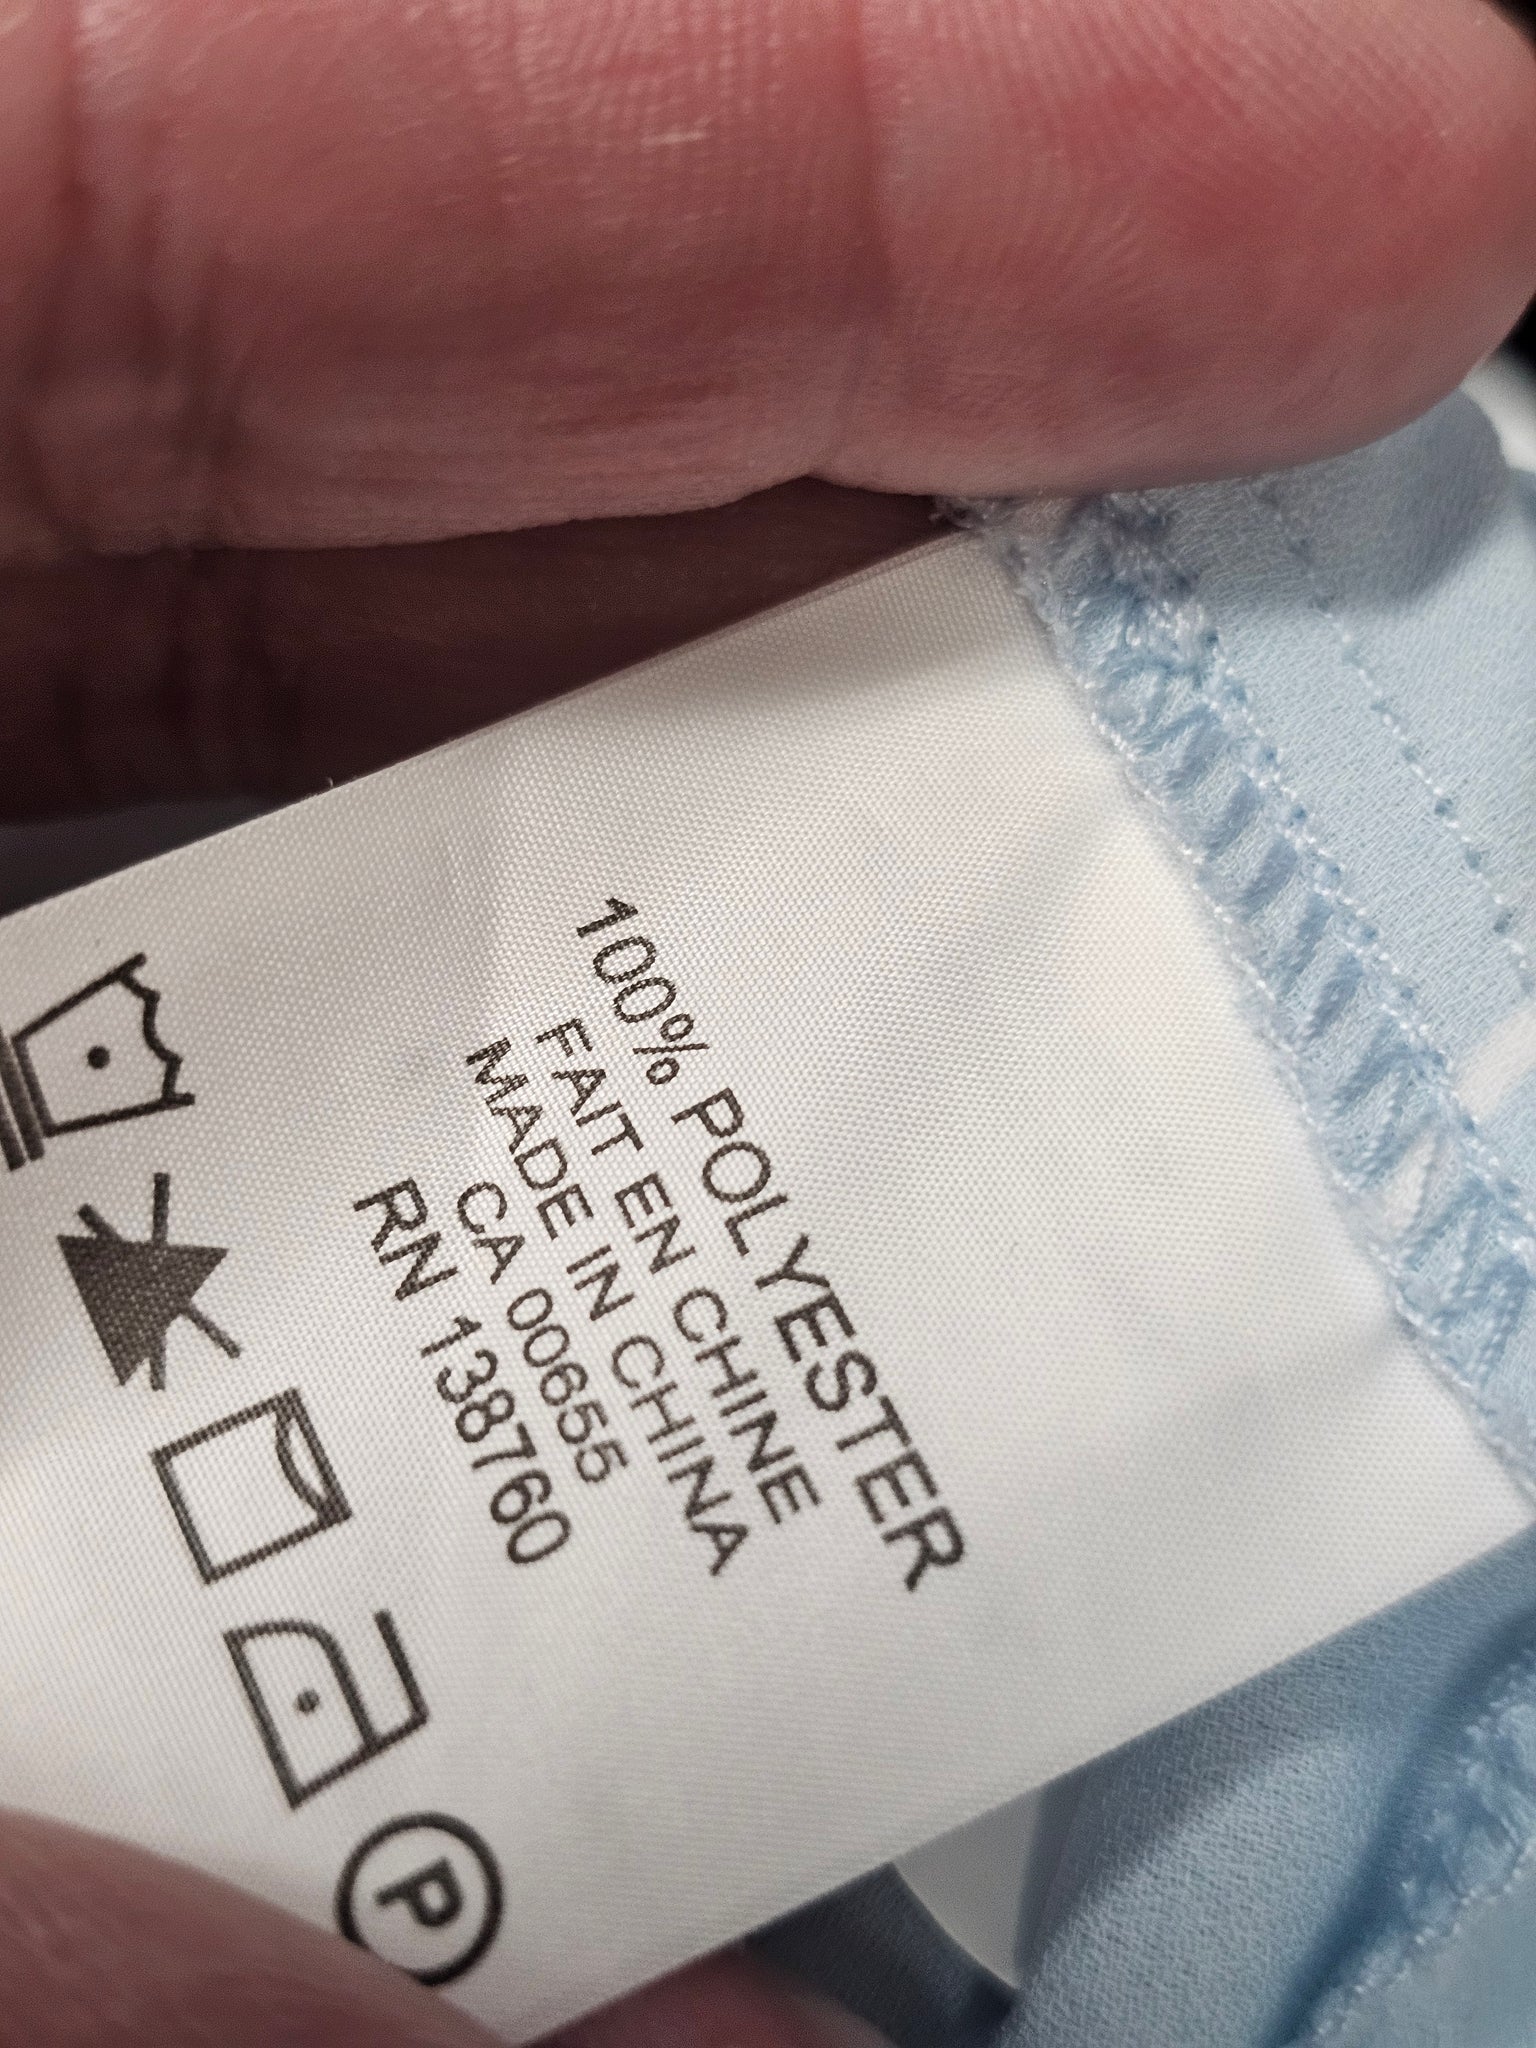 100% POLYESTER
FAIT EN CHINE
MADE IN CHINA
CA 00655
RN 138760
P